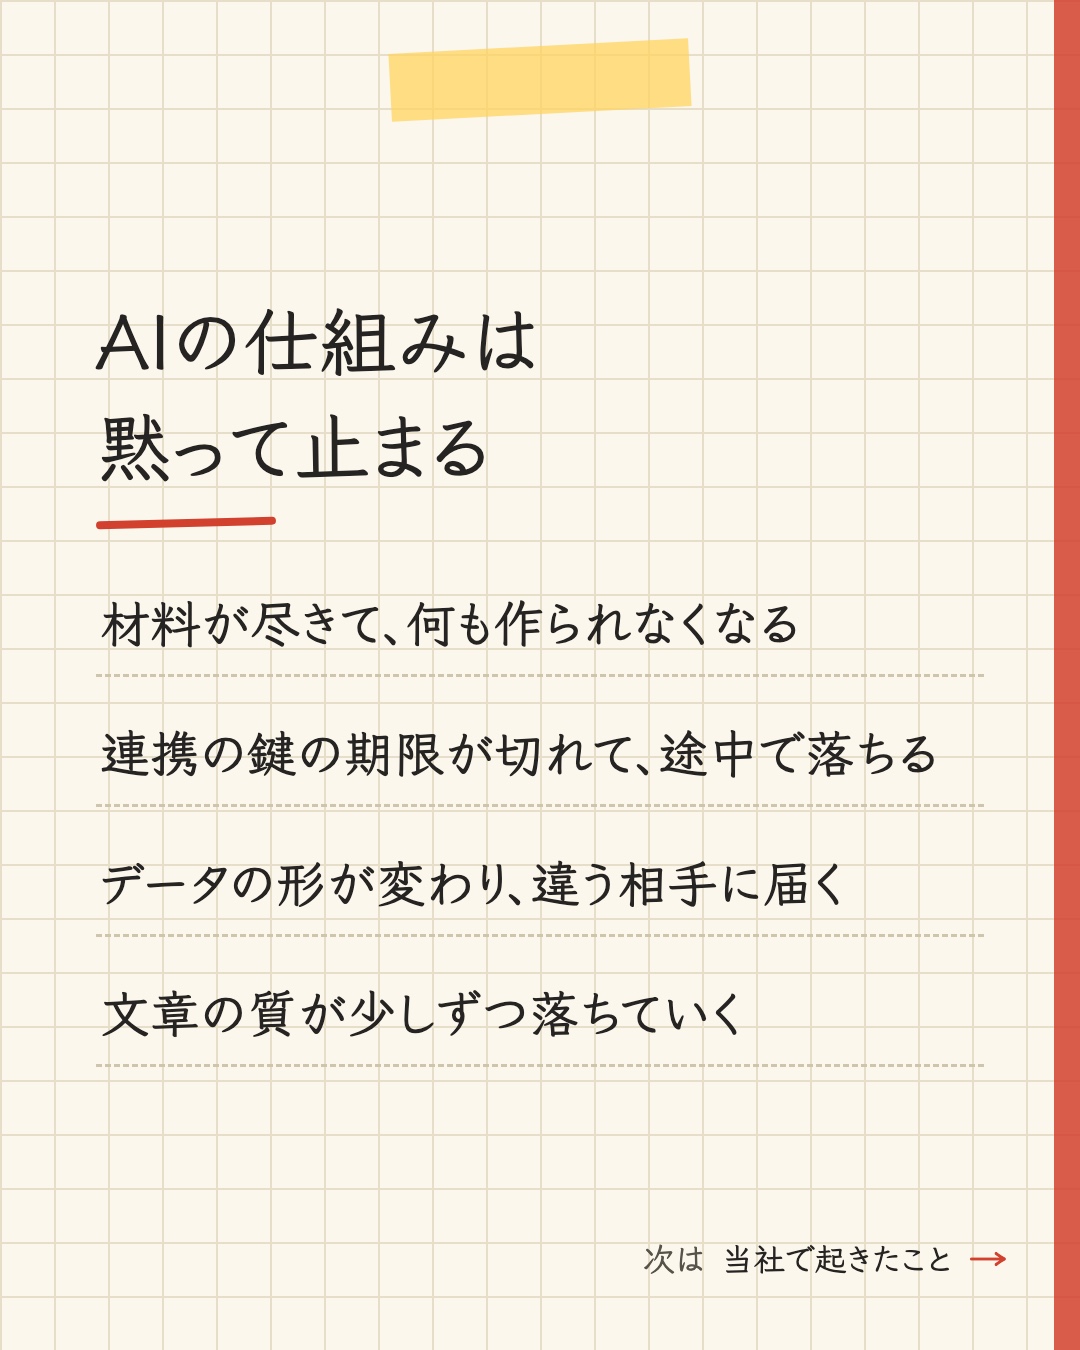 AIの仕組みは
黙って止まる
材料が尽きて、何も作られなくなる
連携の鍵の期限が切れて、途中で落ちる
データの形が変わり、違う相手に届く
文章の質が少しずつ落ちていく
次は 当社で起きたこと →